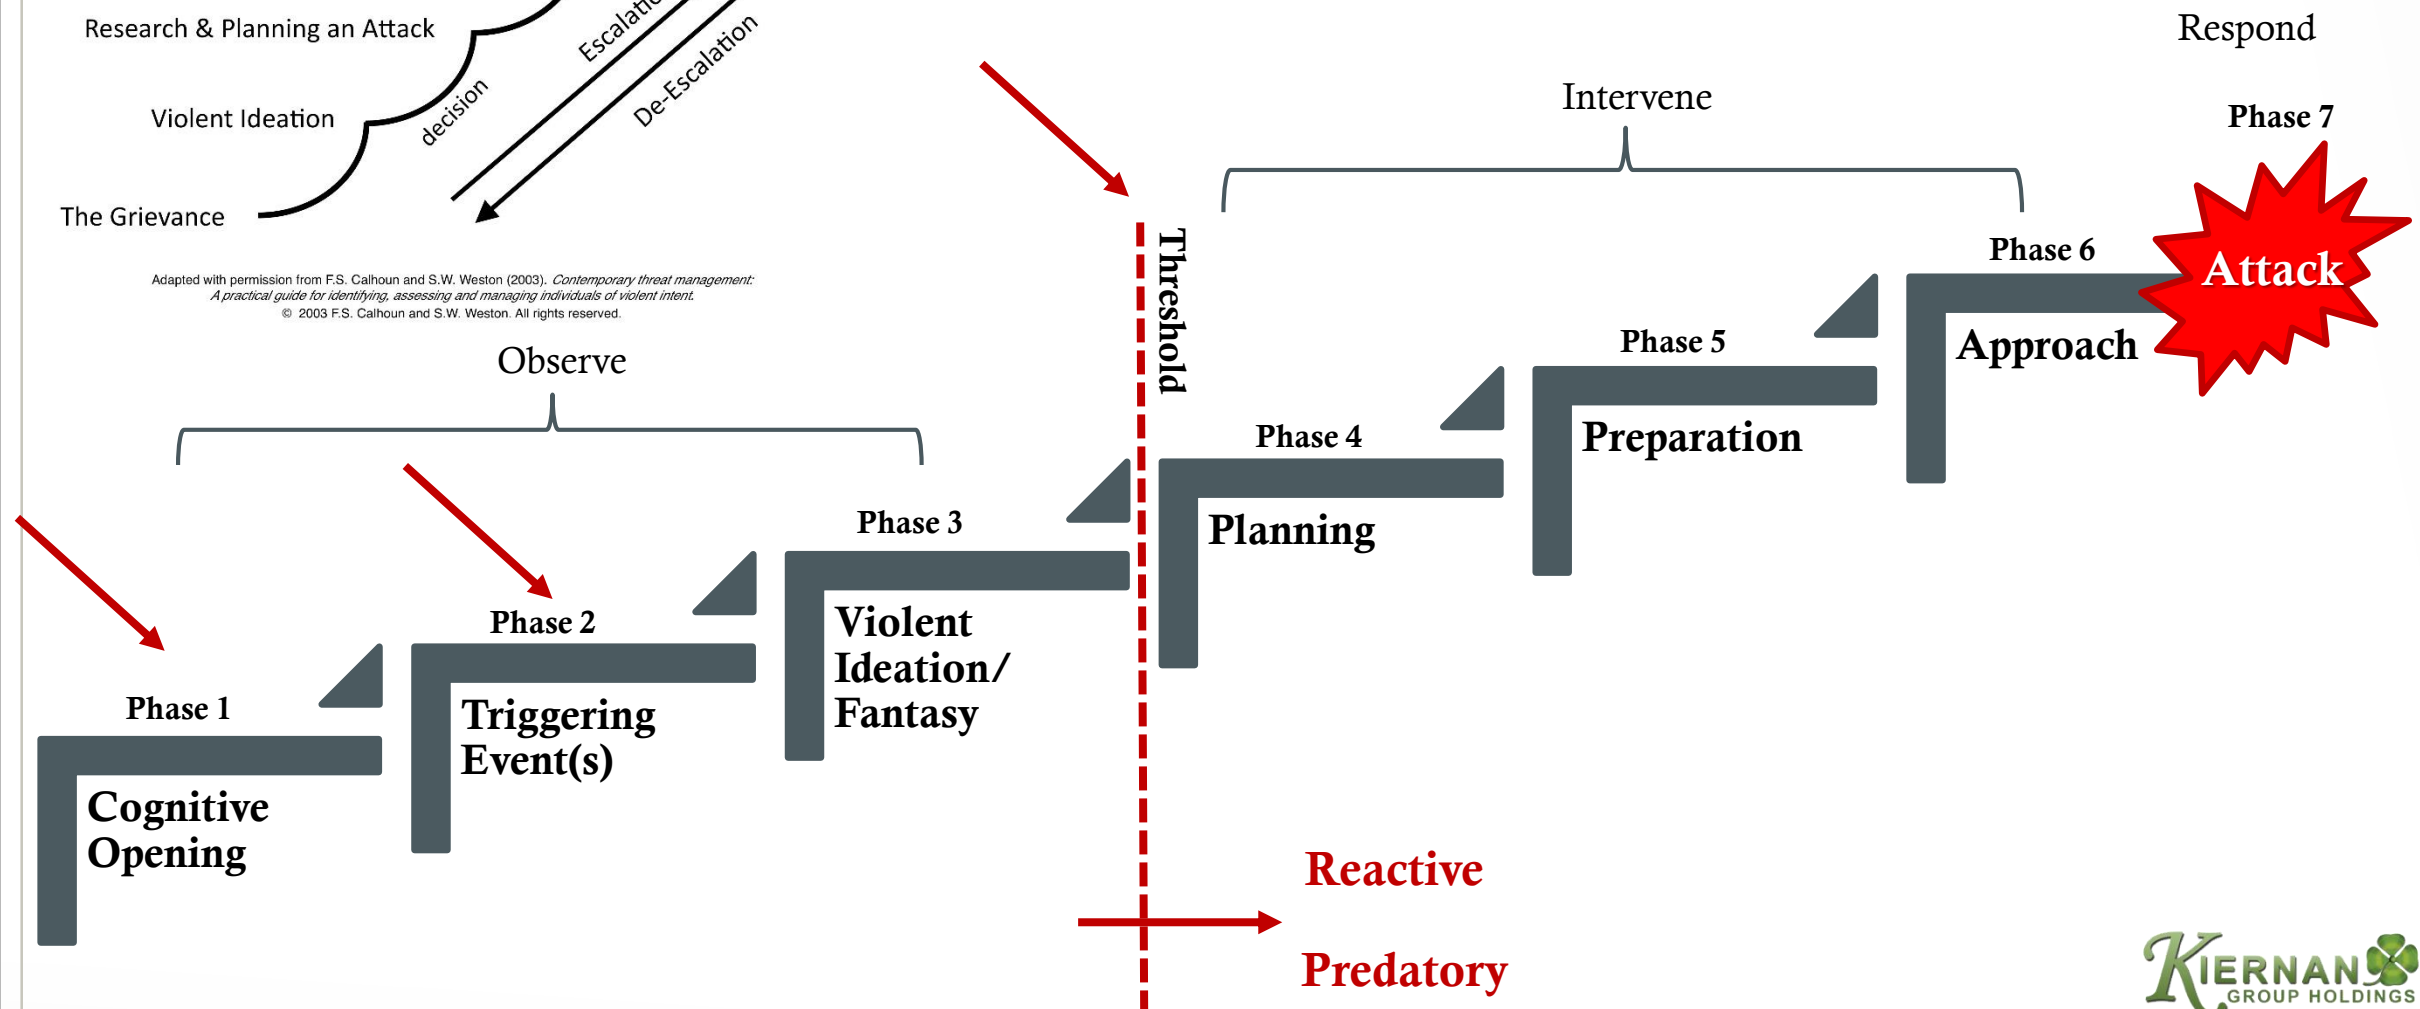 Research & Planning an Attack
Violent Ideation
The Grievance
decision
De-Escalation
Adapted with permission from F.S. Calhoun and S.W. Weston (2003). Contemporary threat management:
A practical guide for identifying, assessing and managing individuals of violent intent.
© 2003 F.S. Calhoun and S.W. Weston. All rights reserved.
Observe
Intervene
Respond
Threshold
Phase 1
Cognitive
Opening
Phase 2
Triggering
Event(s)
Phase 3
Violent
Ideation/
Fantasy
Phase 4
Planning
Phase 5
Preparation
Phase 6
Approach
Phase 7
Attack
Reactive
Predatory
KIERNAN
GROUP HOLDINGS